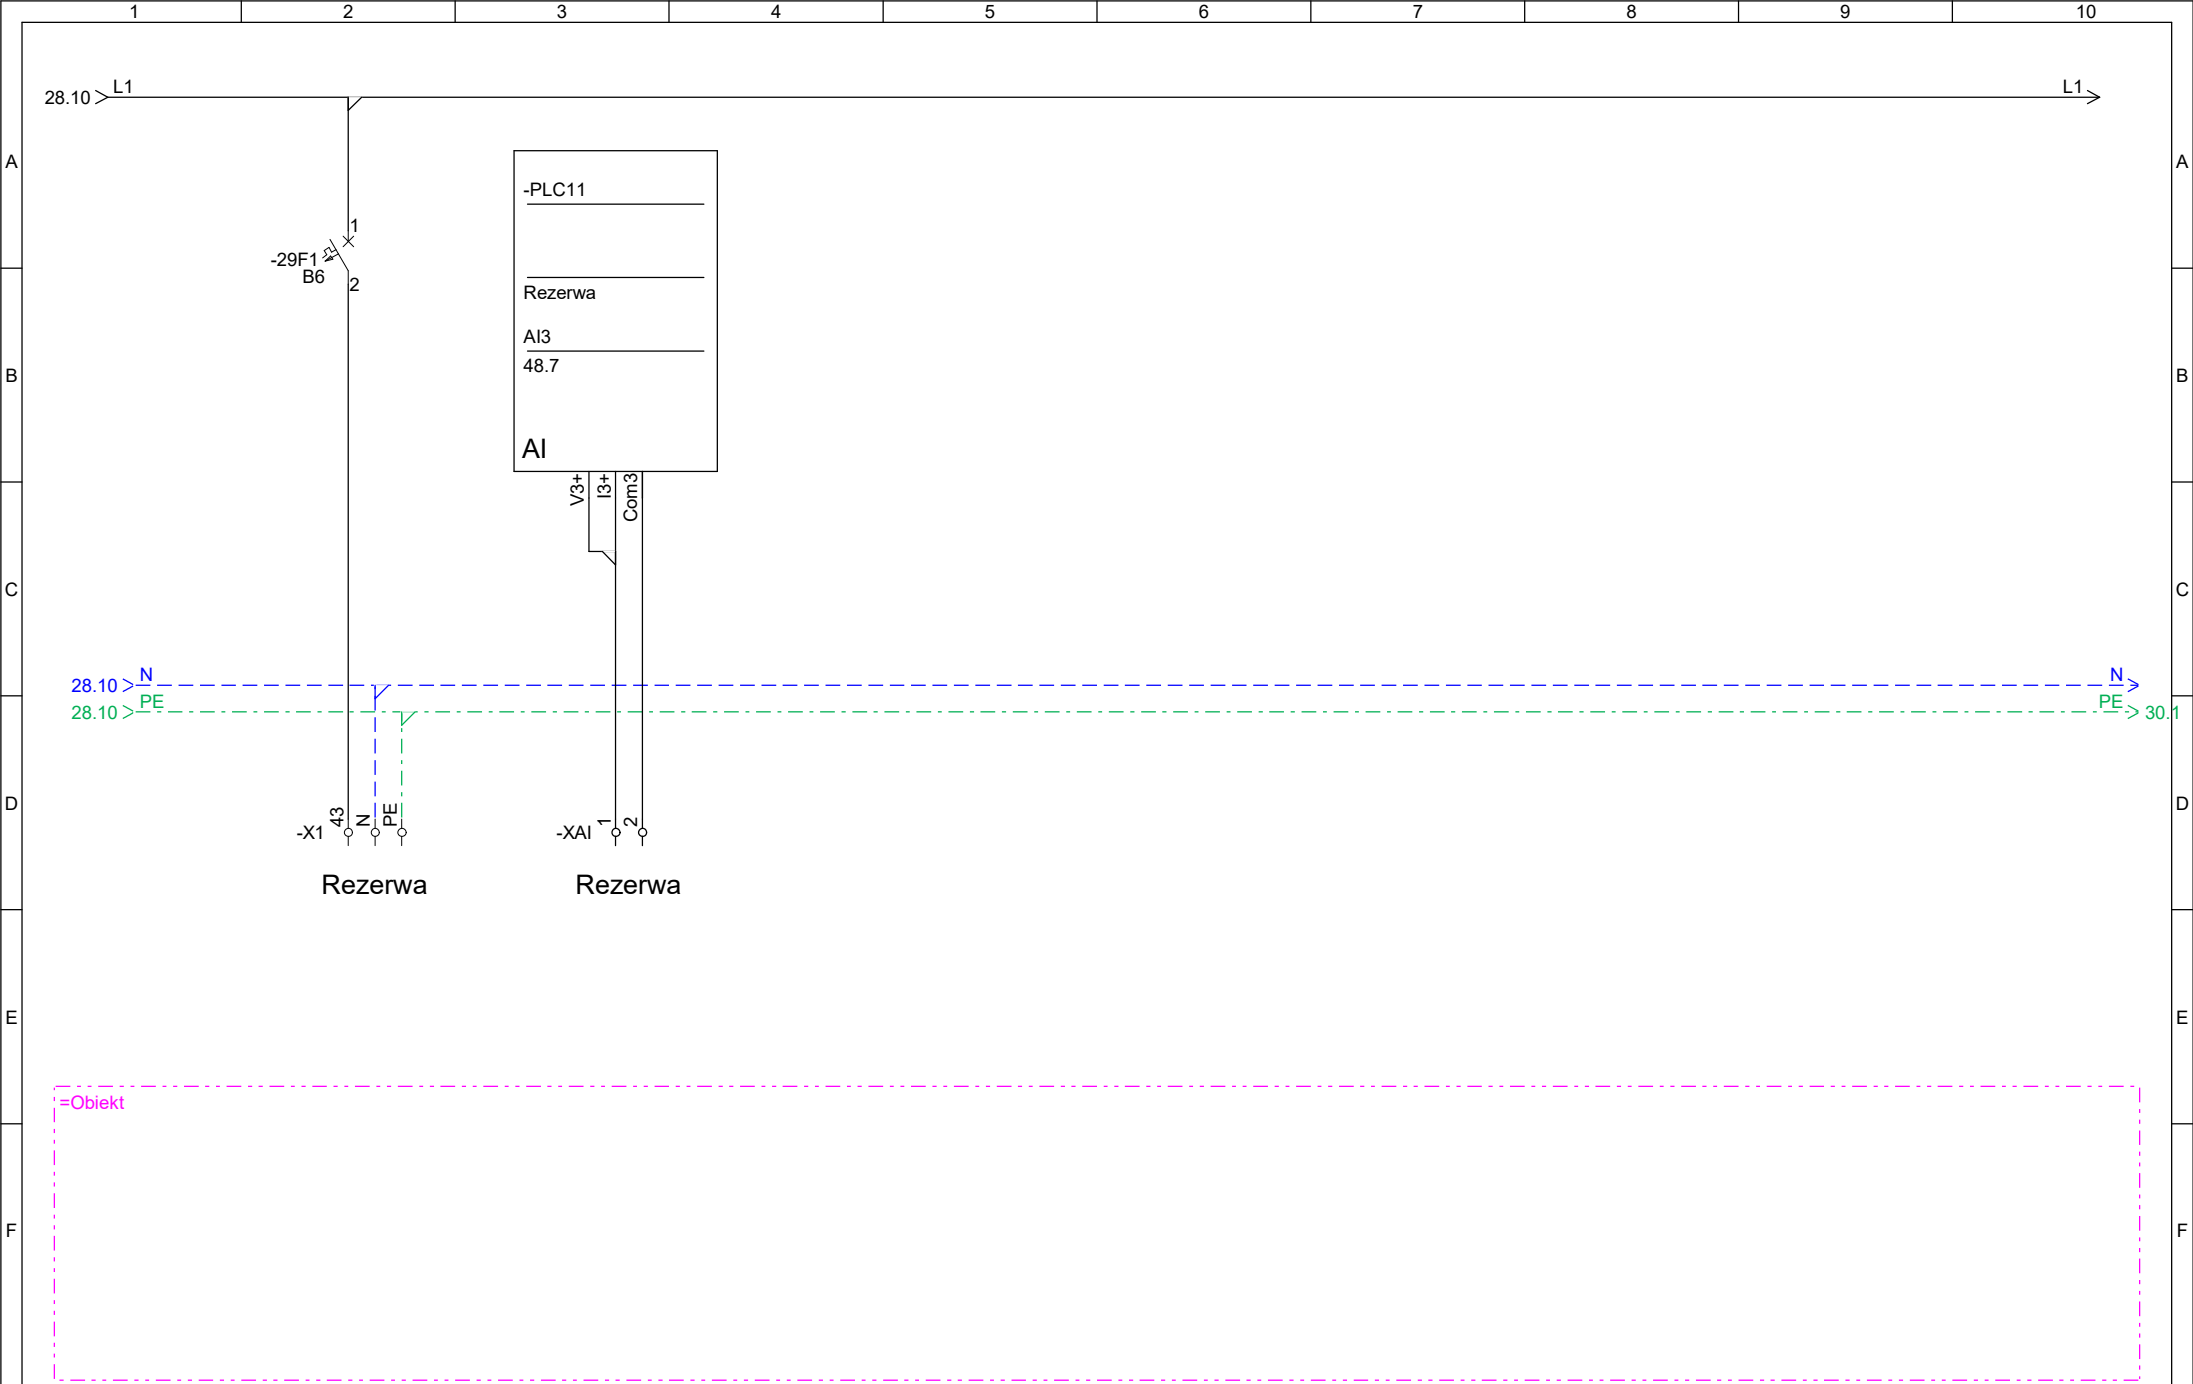 1 2 3 4 5 6 7 8 9 10
L1 L1
28.10
A A
-PLC11
1
-29F1
B6
2
Rezerwa
AI3
48.7
B B
AI
V3+ I3+ Com3
C C
N N
28.10
PE PE
28.10 30.1
D D
43 N PE 1 2
-X1 -XAI
Rezerwa Rezerwa
E E
=Obiekt
F F